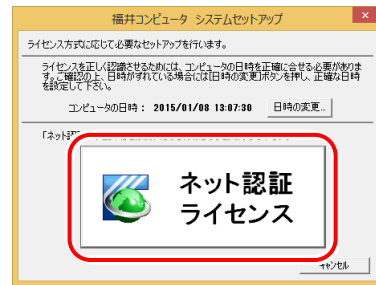 福井コンピュータ システムセットアップ
ライセンス方式に応じて必要なセットアップを行います。
ライセンスを正しく認識させるためには、コンピュータの日時を正確に合せる必要がありま
す。ご確認の上、日時がずれている場合には[日時の変更]ボタンを押し、正確な日時
を設定して下さい。
コンピュータの日時： 2015/01/08 13:07:30 日時の変更...
「ネット認
ネット認証
ライセンス
キャンセル